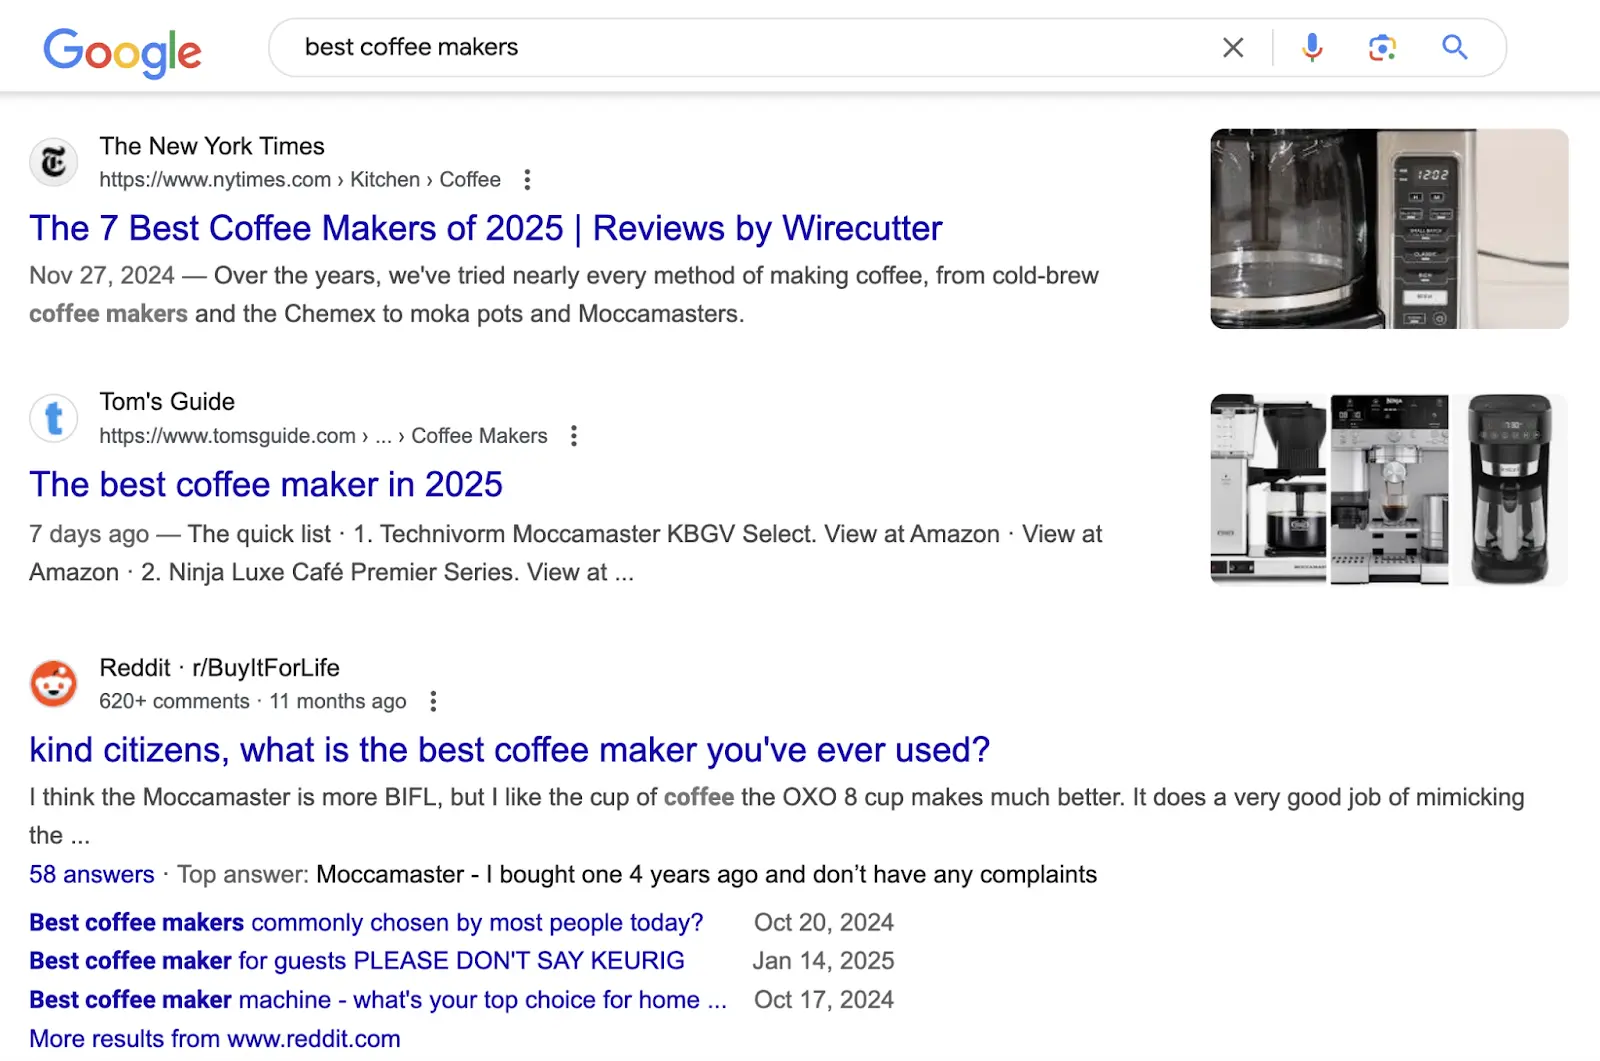 Google
best coffee makers
The New York Times
https://www.nytimes.com › Kitchen › Coffee
The 7 Best Coffee Makers of 2025 | Reviews by Wirecutter
Nov 27, 2024 — Over the years, we've tried nearly every method of making coffee, from cold-brew
coffee makers and the Chemex to moka pots and Moccamasters.
12:02
H M
SMALL BATCH
CLASSIC
RICH
BREW
Tom's Guide
https://www.tomsguide.com › ... › Coffee Makers
The best coffee maker in 2025
7 days ago — The quick list · 1. Technivorm Moccamaster KBGV Select. View at Amazon · View at
Amazon · 2. Ninja Luxe Café Premier Series. View at ...
NINJA
Reddit · r/BuyItForLife
620+ comments · 11 months ago
kind citizens, what is the best coffee maker you've ever used?
I think the Moccamaster is more BIFL, but I like the cup of coffee the OXO 8 cup makes much better. It does a very good job of mimicking
the ...
58 answers · Top answer: Moccamaster - I bought one 4 years ago and don’t have any complaints
Best coffee makers commonly chosen by most people today? Oct 20, 2024
Best coffee maker for guests PLEASE DON'T SAY KEURIG Jan 14, 2025
Best coffee maker machine - what's your top choice for home ... Oct 17, 2024
More results from www.reddit.com